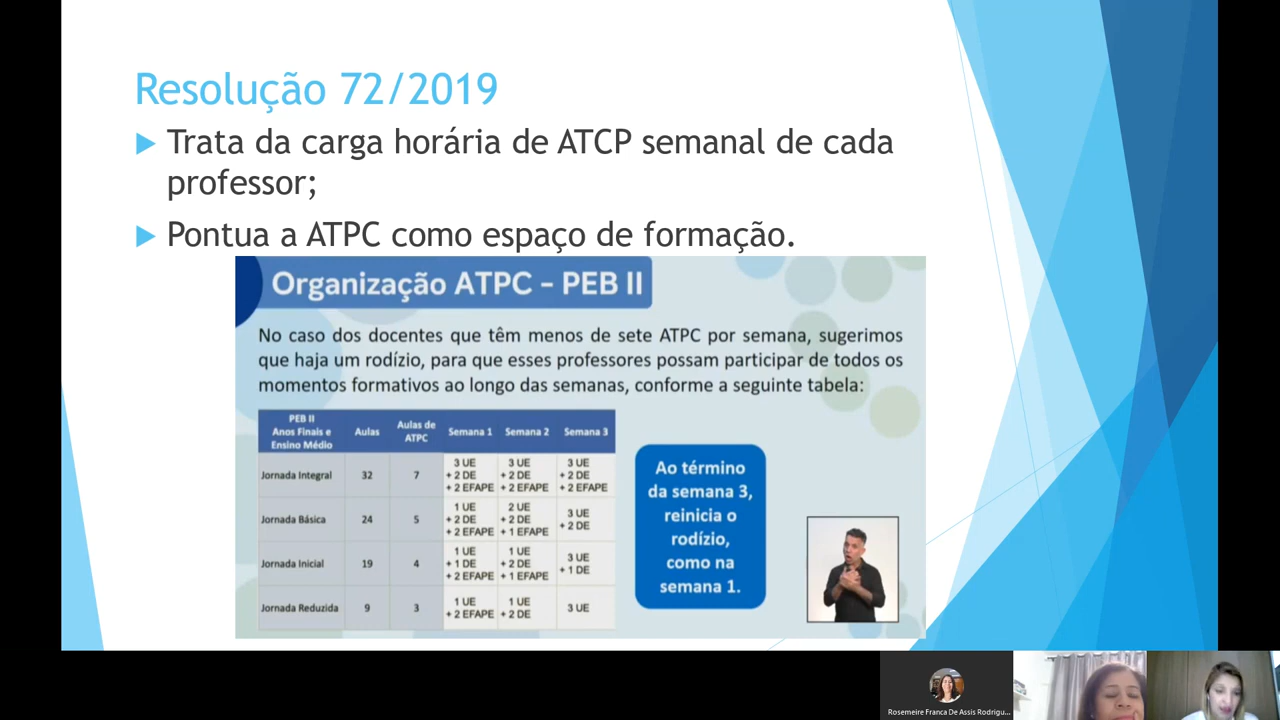 Resolução 72/2019
Trata da carga horária de ATCP semanal de cada
professor;
Pontua a ATPC como espaço de formação.
Organização ATPC - PEB II
No caso dos docentes que têm menos de sete ATPC por semana, sugerimos
que haja um rodízio, para que esses professores possam participar de todos os
momentos formativos ao longo das semanas, conforme a seguinte tabela:
PEB II
Anos Finais e
Ensino Médio
Aulas
Aulas de
ATPC
Semana 1
Semana 2
Semana 3
Jornada Integral
32
7
3 UE
+ 2 DE
+ 2 EFAPE
3 UE
+ 2 DE
+ 2 EFAPE
3 UE
+ 2 DE
+ 2 EFAPE
Jornada Básica
24
5
1 UE
+ 2 DE
+ 2 EFAPE
2 UE
+ 2 DE
+ 1 EFAPE
3 UE
+ 2 DE
Jornada Inicial
19
4
1 UE
+ 1 DE
+ 2 EFAPE
1 UE
+ 2 DE
+ 1 EFAPE
3 UE
+ 1 DE
Jornada Reduzida
9
3
1 UE
+ 2 EFAPE
1 UE
+ 2 DE
3 UE
Ao término
da semana 3,
reinicia o
rodízio,
como na
semana 1.
Rosemeire Franca De Assis Rodrigu...